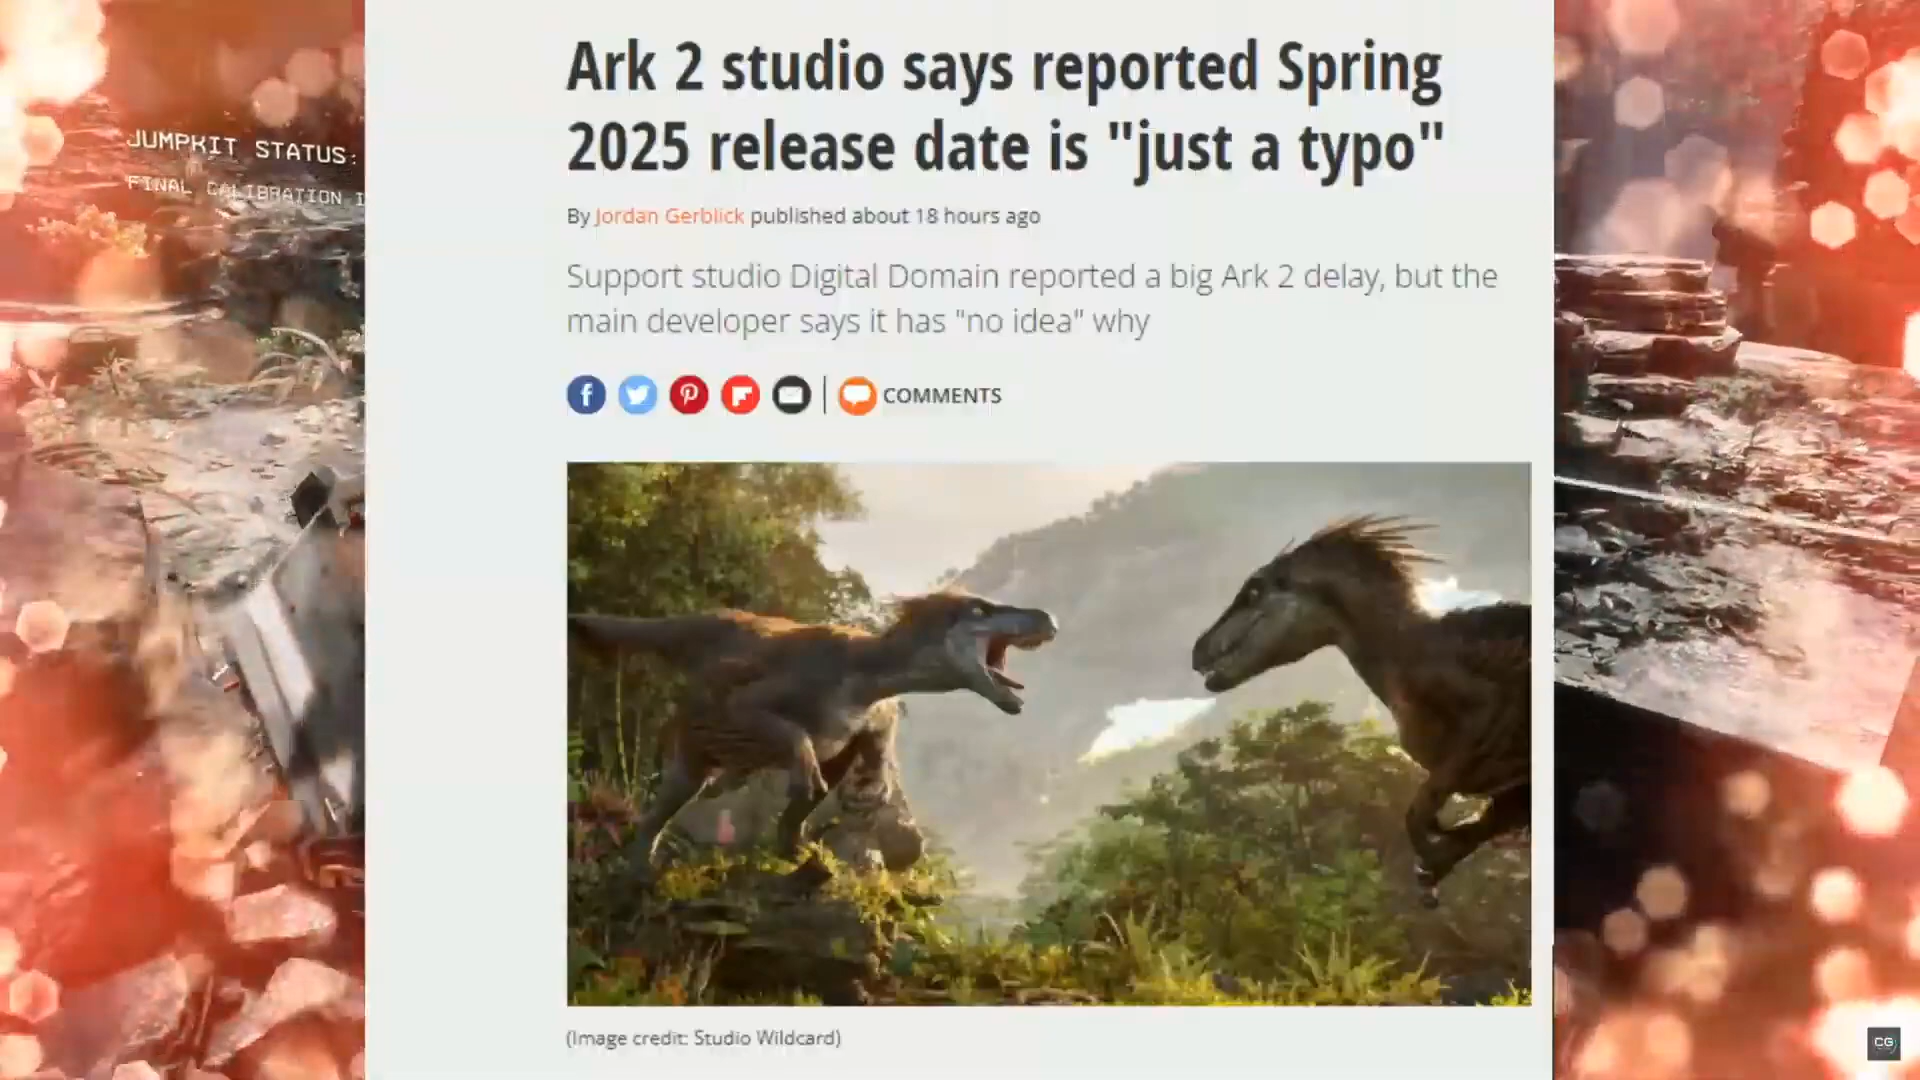 JUMPKIT STATUS:
FINAL CALIBRATION I
Ark 2 studio says reported Spring
2025 release date is "just a typo"
By Jordan Gerblick published about 18 hours ago
Support studio Digital Domain reported a big Ark 2 delay, but the
main developer says it has "no idea" why
COMMENTS
(Image credit: Studio Wildcard)
CG